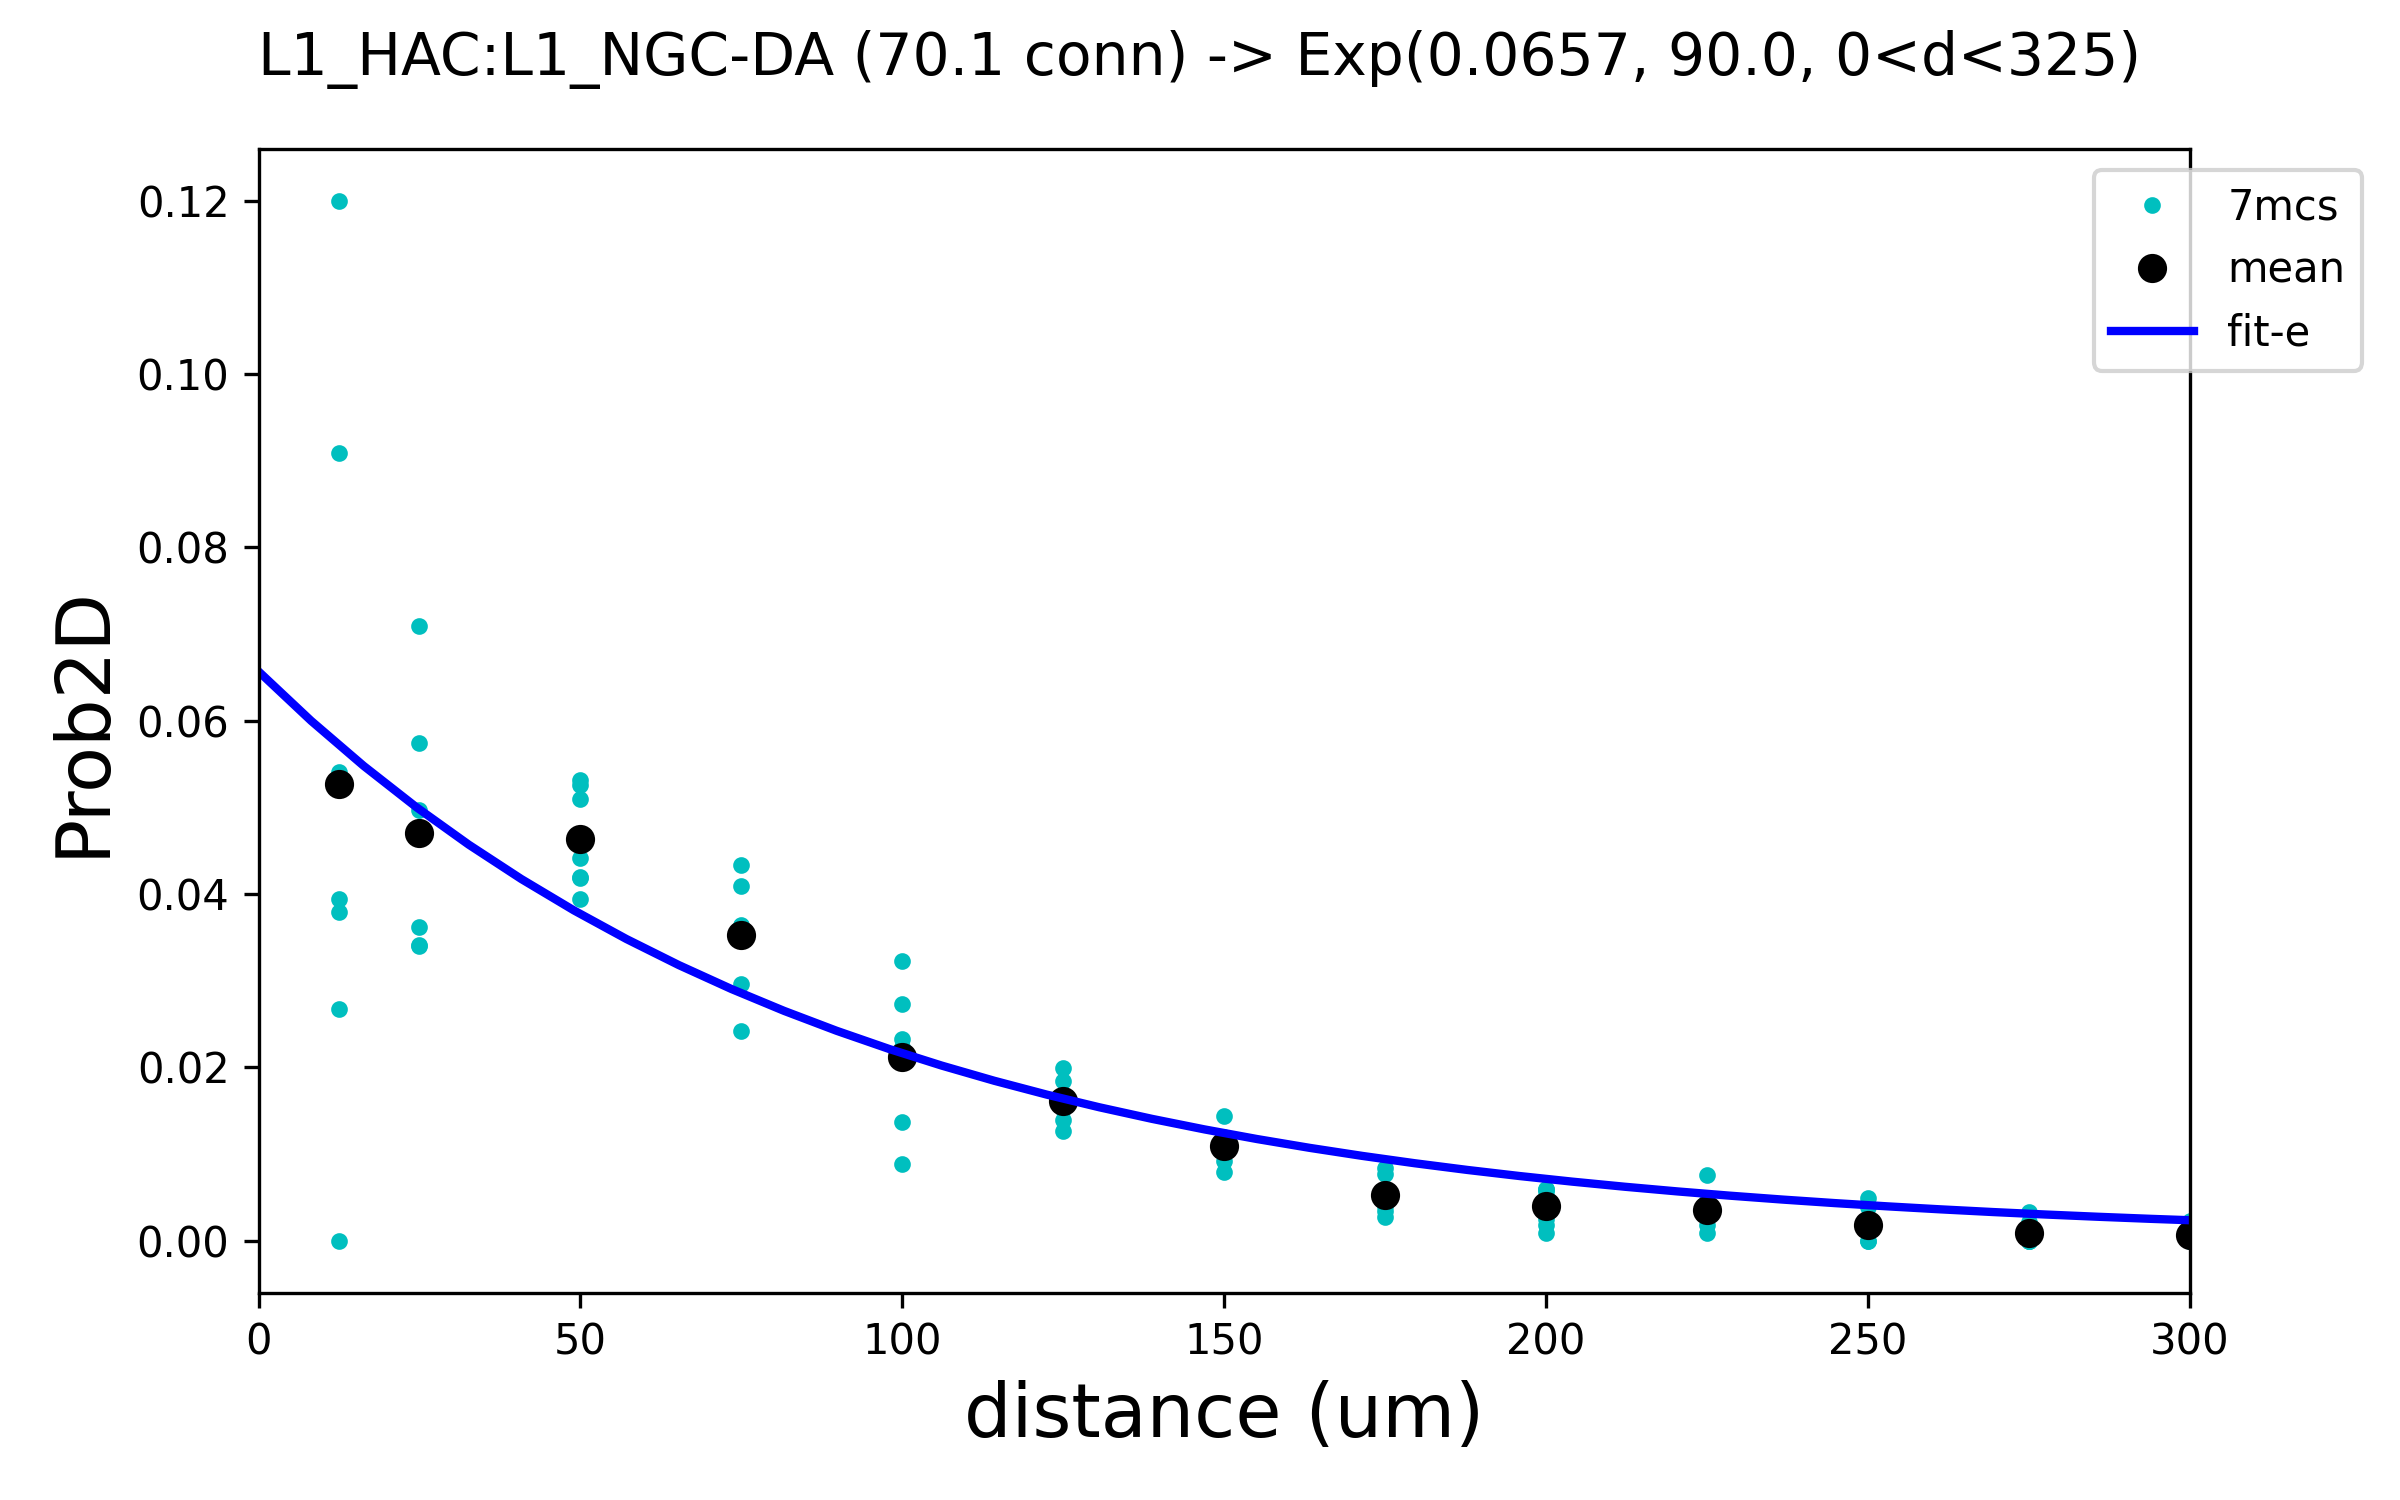 L1_HAC:L1_NGC-DA (70.1 conn) -> Exp(0.0657, 90.0, 0<d<325)
7mcs
mean
fit-e
Prob2D
0.12
0.10
0.08
0.06
0.04
0.02
0.00
0 50 100 150 200 250 300
distance (um)